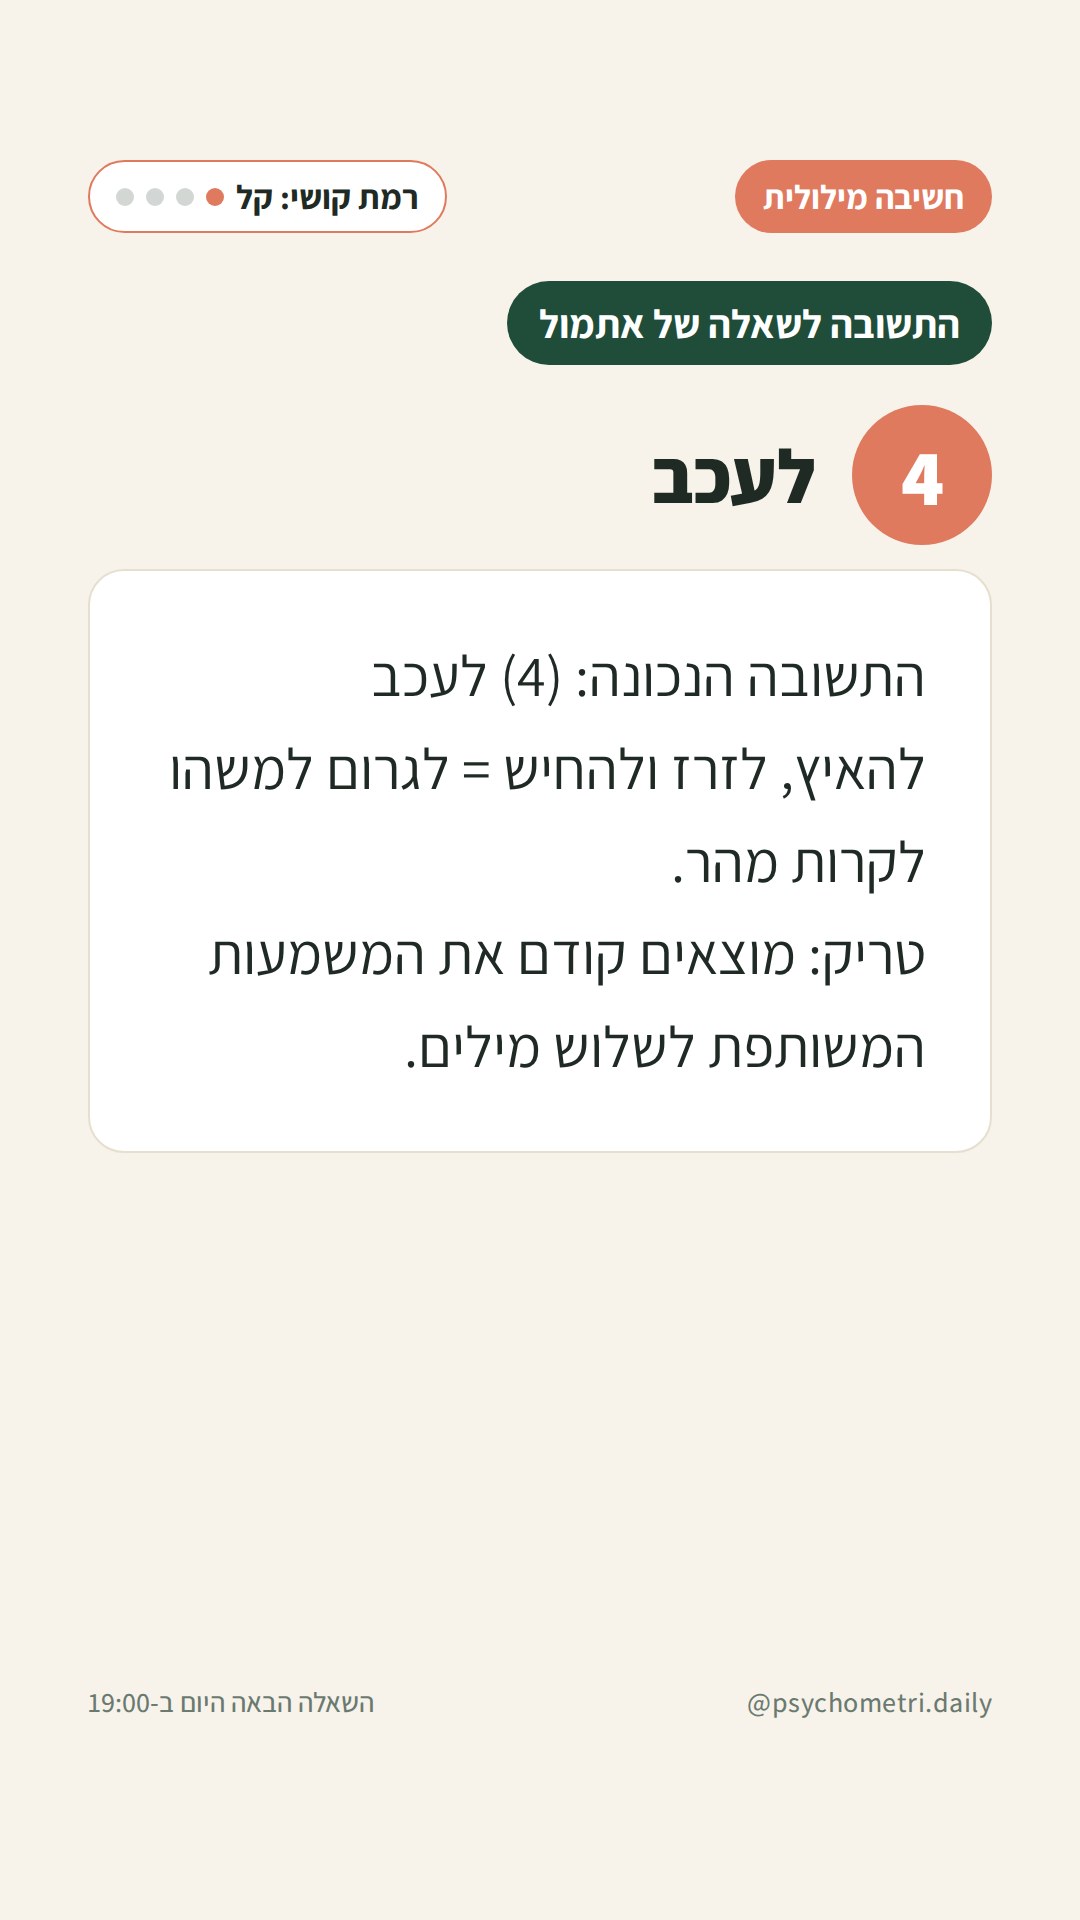 חשיבה מילולית
רמת קושי: קל
התשובה לשאלה של אתמול
4
לעכב
התשובה הנכונה: (4) לעכב
להאיץ, לזרז ולהחיש = לגרום למשהו
לקרות מהר.
טריק: מוצאים קודם את המשמעות
המשותפת לשלוש מילים.
@psychometri.daily
השאלה הבאה היום ב-19:00